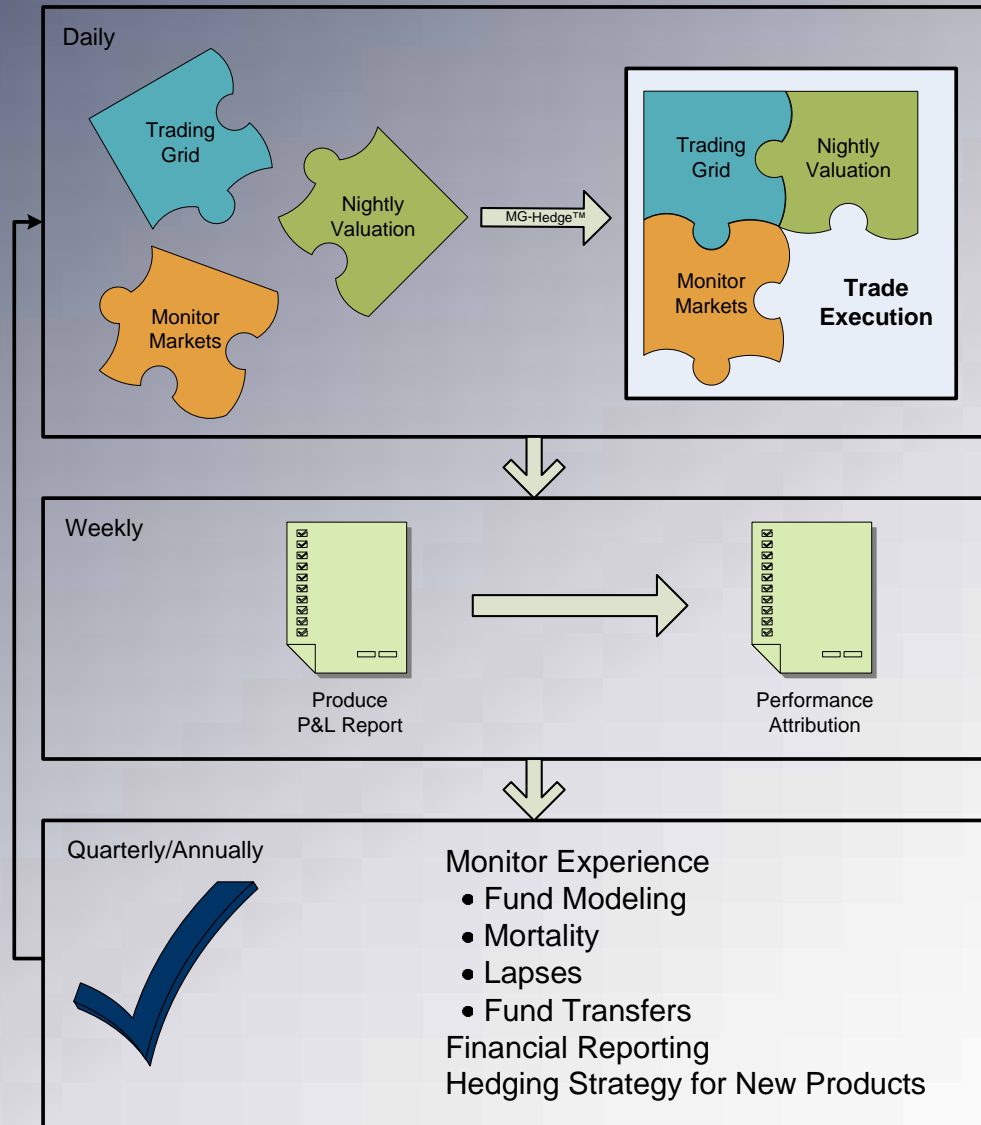 Daily
Trading
Grid
Nightly
Valuation
Monitor
Markets
MG-Hedge™
Trading
Grid
Nightly
Valuation
Monitor
Markets
Trade
Execution
Weekly
Produce
P&L Report
Performance
Attribution
Quarterly/Annually
Monitor Experience
• Fund Modeling
• Mortality
• Lapses
• Fund Transfers
Financial Reporting
Hedging Strategy for New Products